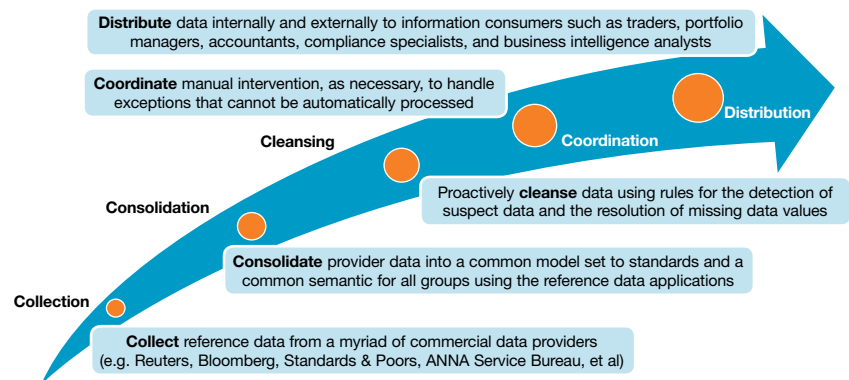 Distribute data internally and externally to information consumers such as traders, portfolio
managers, accountants, compliance specialists, and business intelligence analysts
Coordinate manual intervention, as necessary, to handle
exceptions that cannot be automatically processed
Distribution
Cleansing
Coordination
Proactively cleanse data using rules for the detection of
suspect data and the resolution of missing data values
Consolidation
Consolidate provider data into a common model set to standards and a
common semantic for all groups using the reference data applications
Collection
Collect reference data from a myriad of commercial data providers
(e.g. Reuters, Bloomberg, Standards & Poors, ANNA Service Bureau, et al)